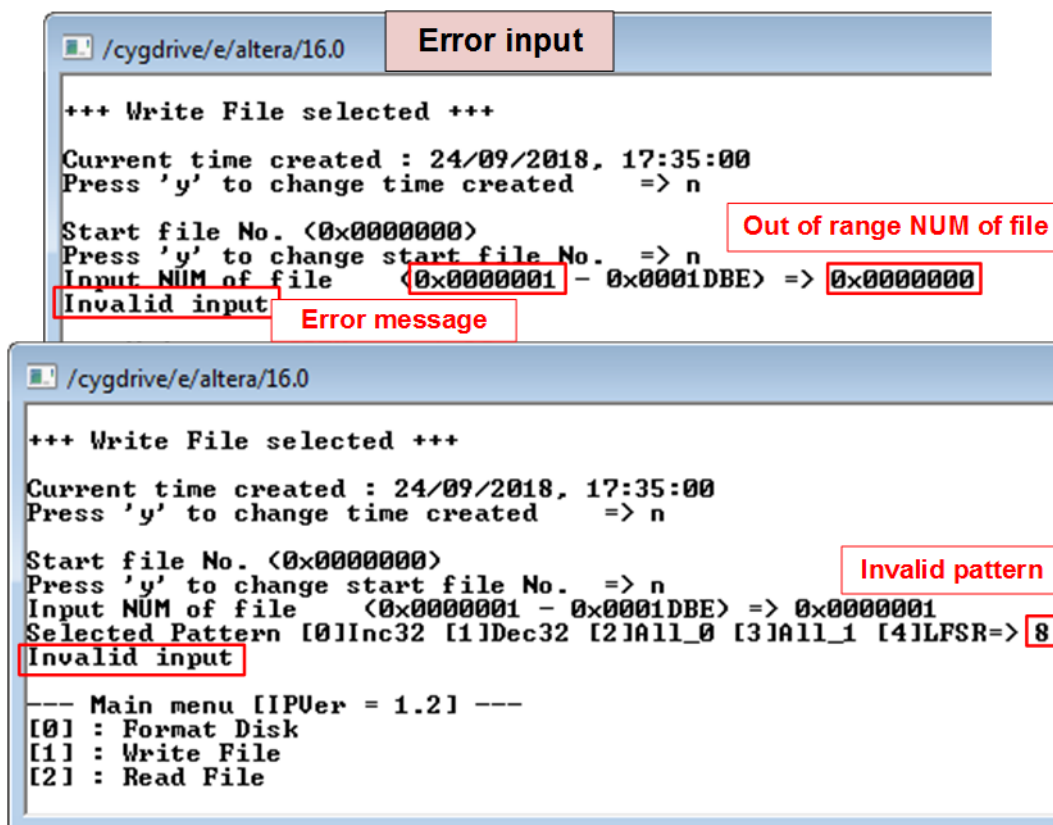 Error input
/cygdrive/e/altera/16.0
+++ Write File selected +++
Current time created : 24/09/2018, 17:35:00
Press 'y' to change time created => n
Start file No. (0x0000000)
Out of range NUM of file
Press 'y' to change start file No. => n
Input NUM of file (0x0000001 - 0x0001DBE) => 0x0000000
Invalid input
Error message
/cygdrive/e/altera/16.0
+++ Write File selected +++
Current time created : 24/09/2018, 17:35:00
Press 'y' to change time created => n
Start file No. (0x0000000)
Invalid pattern
Press 'y' to change start file No. => n
Input NUM of file (0x0000001 - 0x0001DBE) => 0x0000001
Selected Pattern [0]Inc32 [1]Dec32 [2]All_0 [3]All_1 [4]LFSR=> 8
Invalid input
--- Main menu [IPVer = 1.2] ---
[0] : Format Disk
[1] : Write File
[2] : Read File